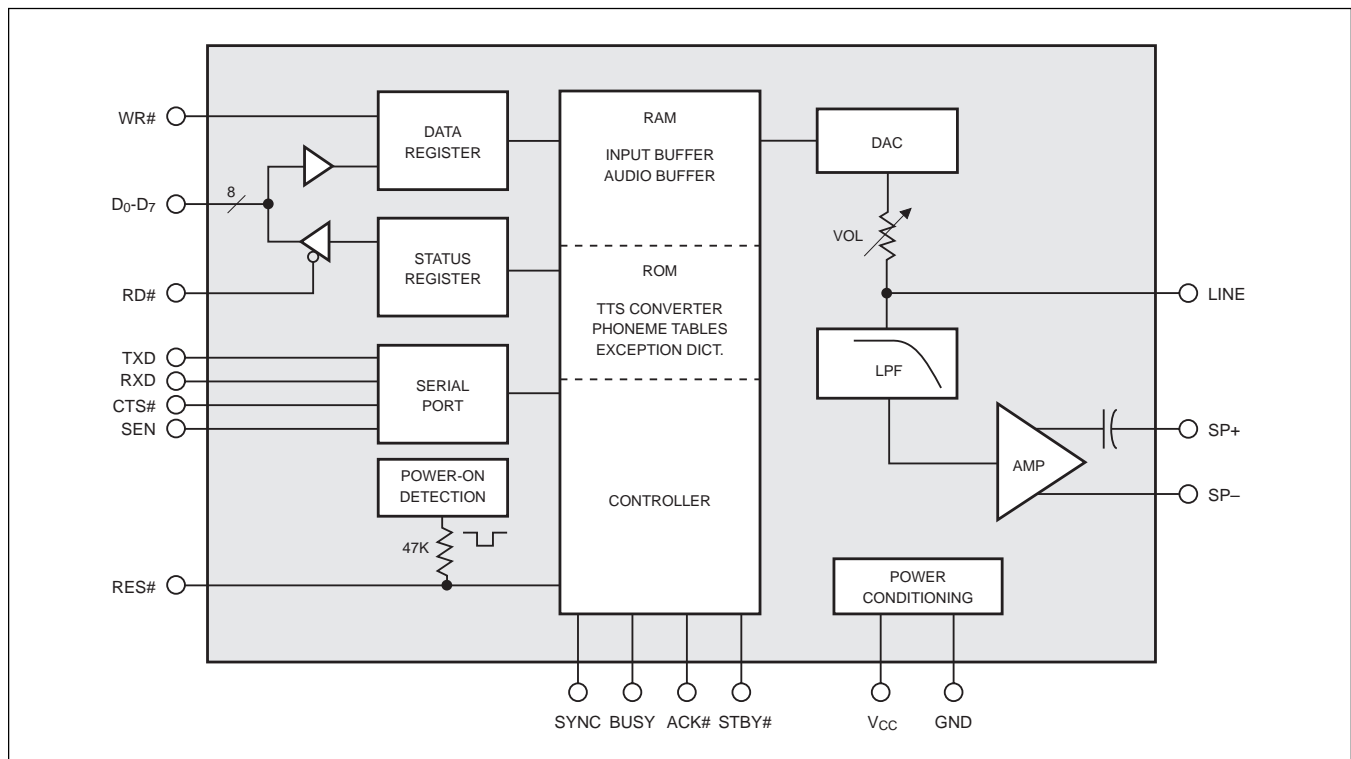 WR#
D0-D7
8
RD#
TXD
RXD
CTS#
SEN
RES#
DATA
REGISTER
STATUS
REGISTER
SERIAL
PORT
POWER-ON
DETECTION
47K
RAM
INPUT BUFFER
AUDIO BUFFER
ROM
TTS CONVERTER
PHONEME TABLES
EXCEPTION DICT.
CONTROLLER
DAC
VOL
LPF
AMP
POWER
CONDITIONING
LINE
SP+
SP–
SYNC BUSY ACK# STBY#
VCC GND